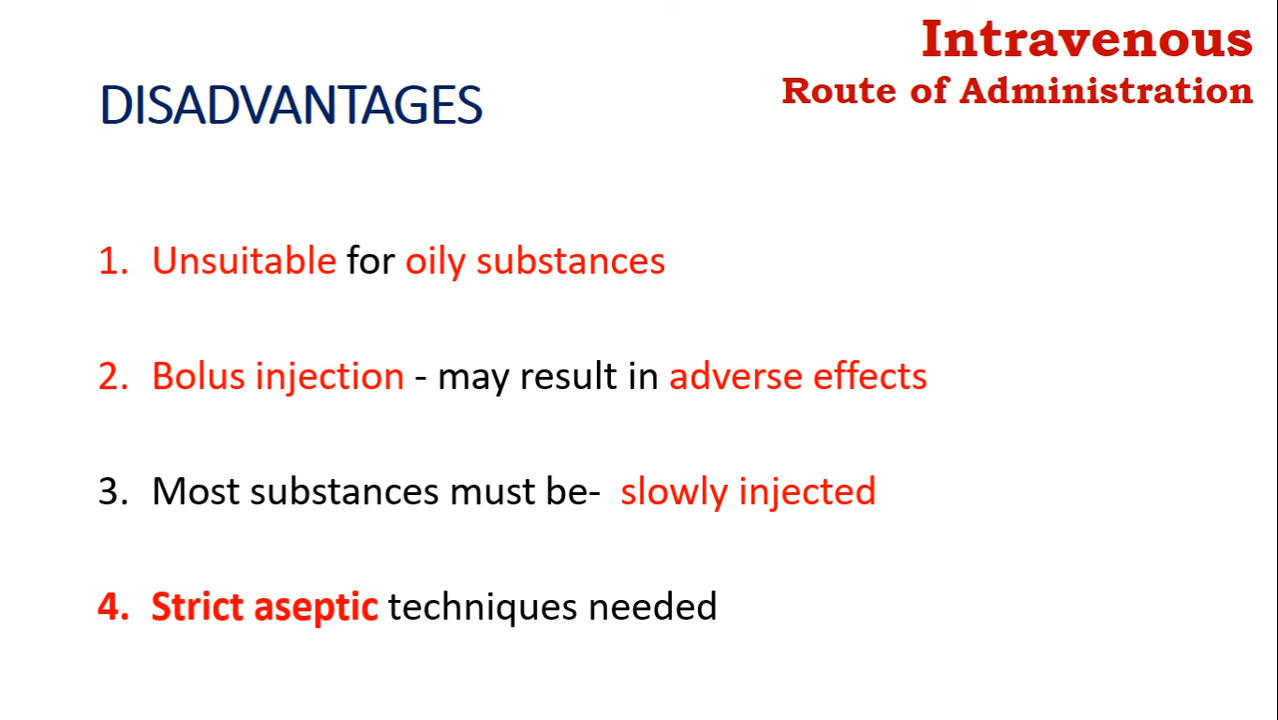 Intravenous
Route of Administration
DISADVANTAGES
1. Unsuitable for oily substances
2. Bolus injection - may result in adverse effects
3. Most substances must be- slowly injected
4. Strict aseptic techniques needed